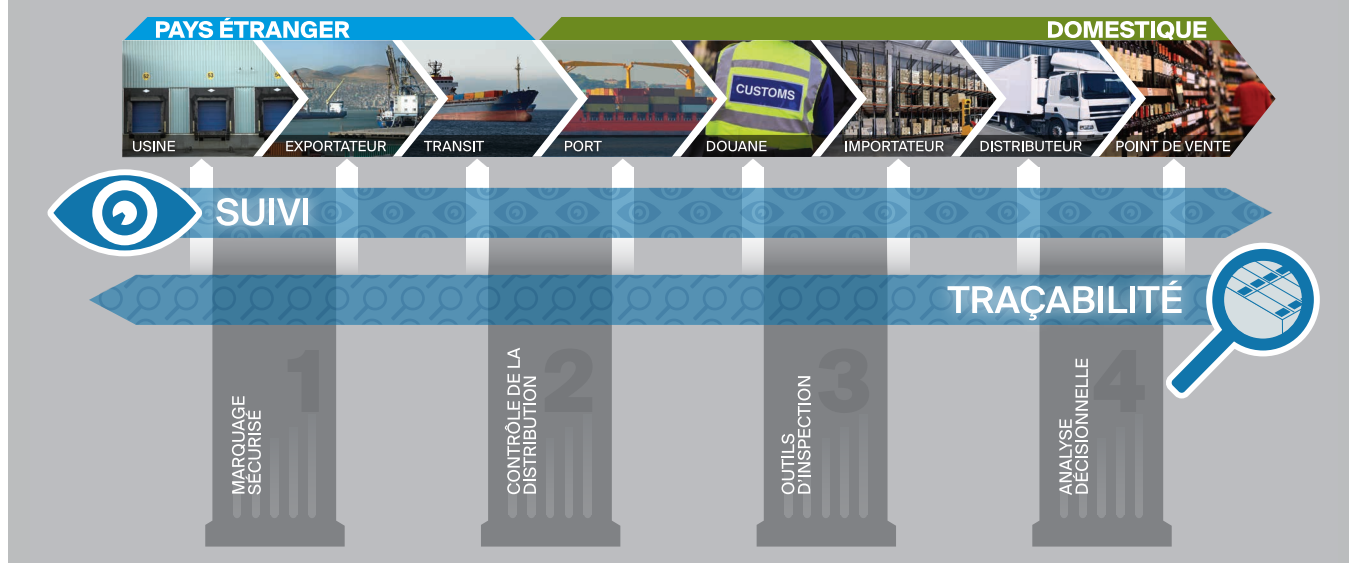 PAYS ÉTRANGER
DOMESTIQUE
CUSTOMS
USINE
EXPORTATEUR
TRANSIT
PORT
DOUANE
IMPORTATEUR
DISTRIBUTEUR
POINT DE VENTE
SUIVI
TRAÇABILITÉ
1
MARQUAGE
SÉCURISÉ
2
CONTRÔLE DE LA
DISTRIBUTION
3
OUTILS
D'INSPECTION
4
ANALYSE
DÉCISIONNELLE